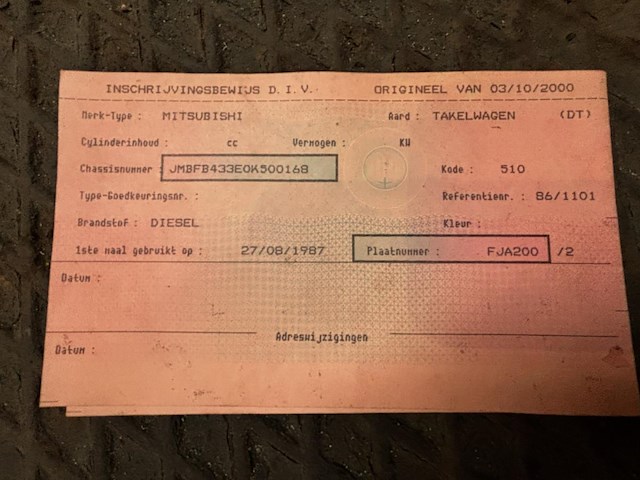 INSCHRIJVINGSBEWIJS D.I.V. ORIGINEEL VAN 03/10/2000
Merk-Type : MITSUBISHI Aard : TAKELWAGEN (DT)
Cylinderinhoud : cc Vermogen : KW
Chassisnummer : JMBFB433E0K500168 Kode : 510
Type-Goedkeuringsnr. : Referentienr. : B6/1101
Brandstof : DIESEL Kleur :
1ste maal gebruikt op : 27/08/1987 Plaatnummer : FJA200 /2
Datum :
Adreswijzigingen
Datum :